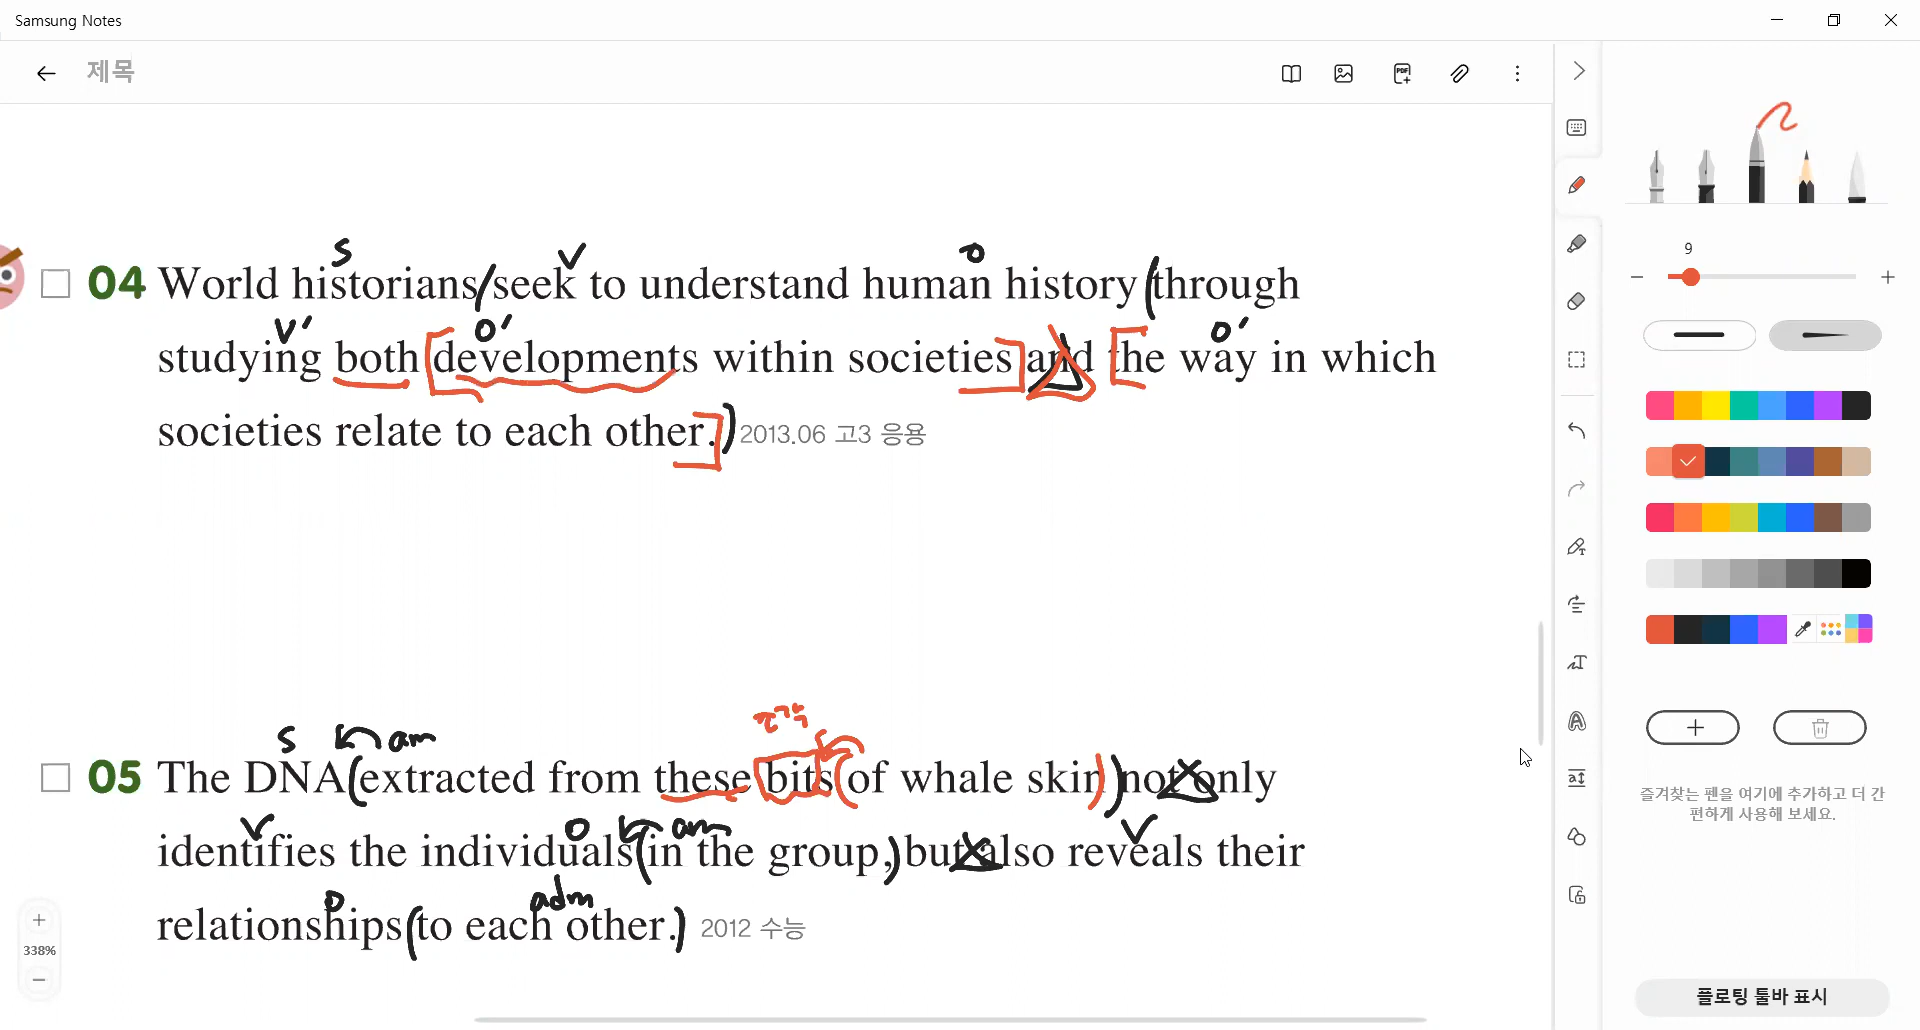 Samsung Notes
제목
PDF
9
S V o
04 World historians/seek to understand human history(through
V' O' O'
studying both [developments within societies] and [the way in which
societies relate to each other.]) 2013.06 고3 응용
조각
S am
05 The DNA(extracted from these bits(of whale skin))not only
V O am V
identifies the individuals(in the group,)but also reveals their
O adm
relationships(to each other.) 2012 수능
338%
즐겨찾는 펜을 여기에 추가하고 더 간
편하게 사용해 보세요.
플로팅 툴바 표시